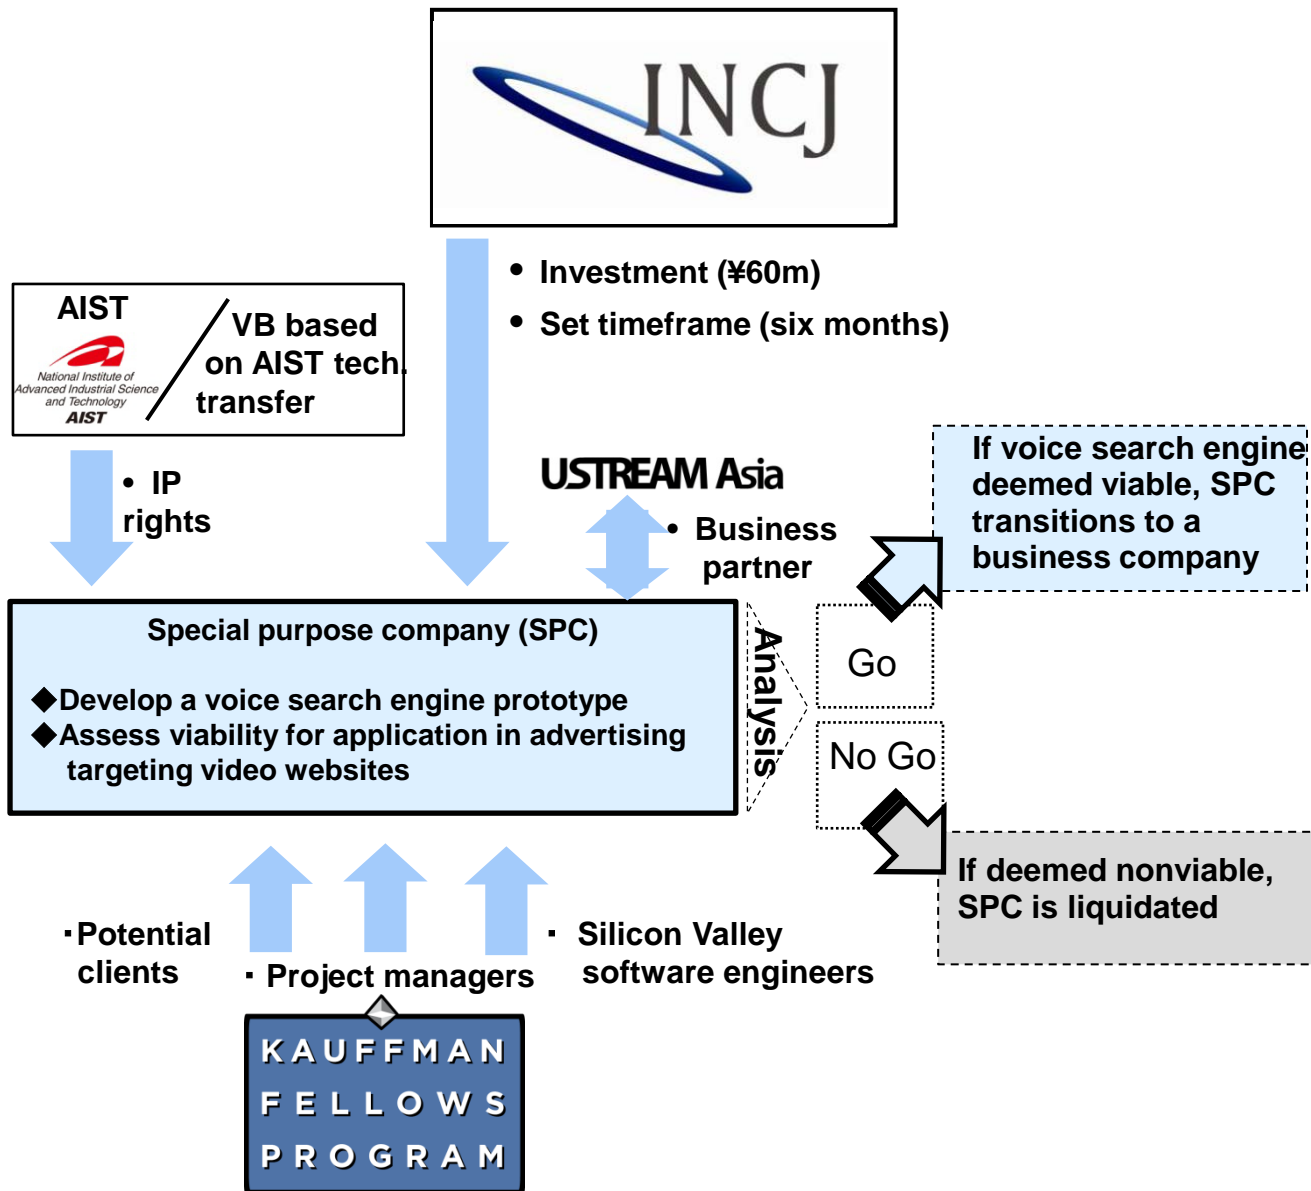 INCJ
• Investment (¥60m)
• Set timeframe (six months)
AIST
National Institute of
Advanced Industrial Science
and Technology
AIST
VB based
on AIST tech.
transfer
• IP
rights
USTREAM Asia
• Business
partner
If voice search engine
deemed viable, SPC
transitions to a
business company
Special purpose company (SPC)
◆Develop a voice search engine prototype
◆Assess viability for application in advertising
targeting video websites
Analysis
Go
No Go
If deemed nonviable,
SPC is liquidated
・Potential
clients
・Project managers
・Silicon Valley
software engineers
KAUFFMAN
FELLOWS
PROGRAM